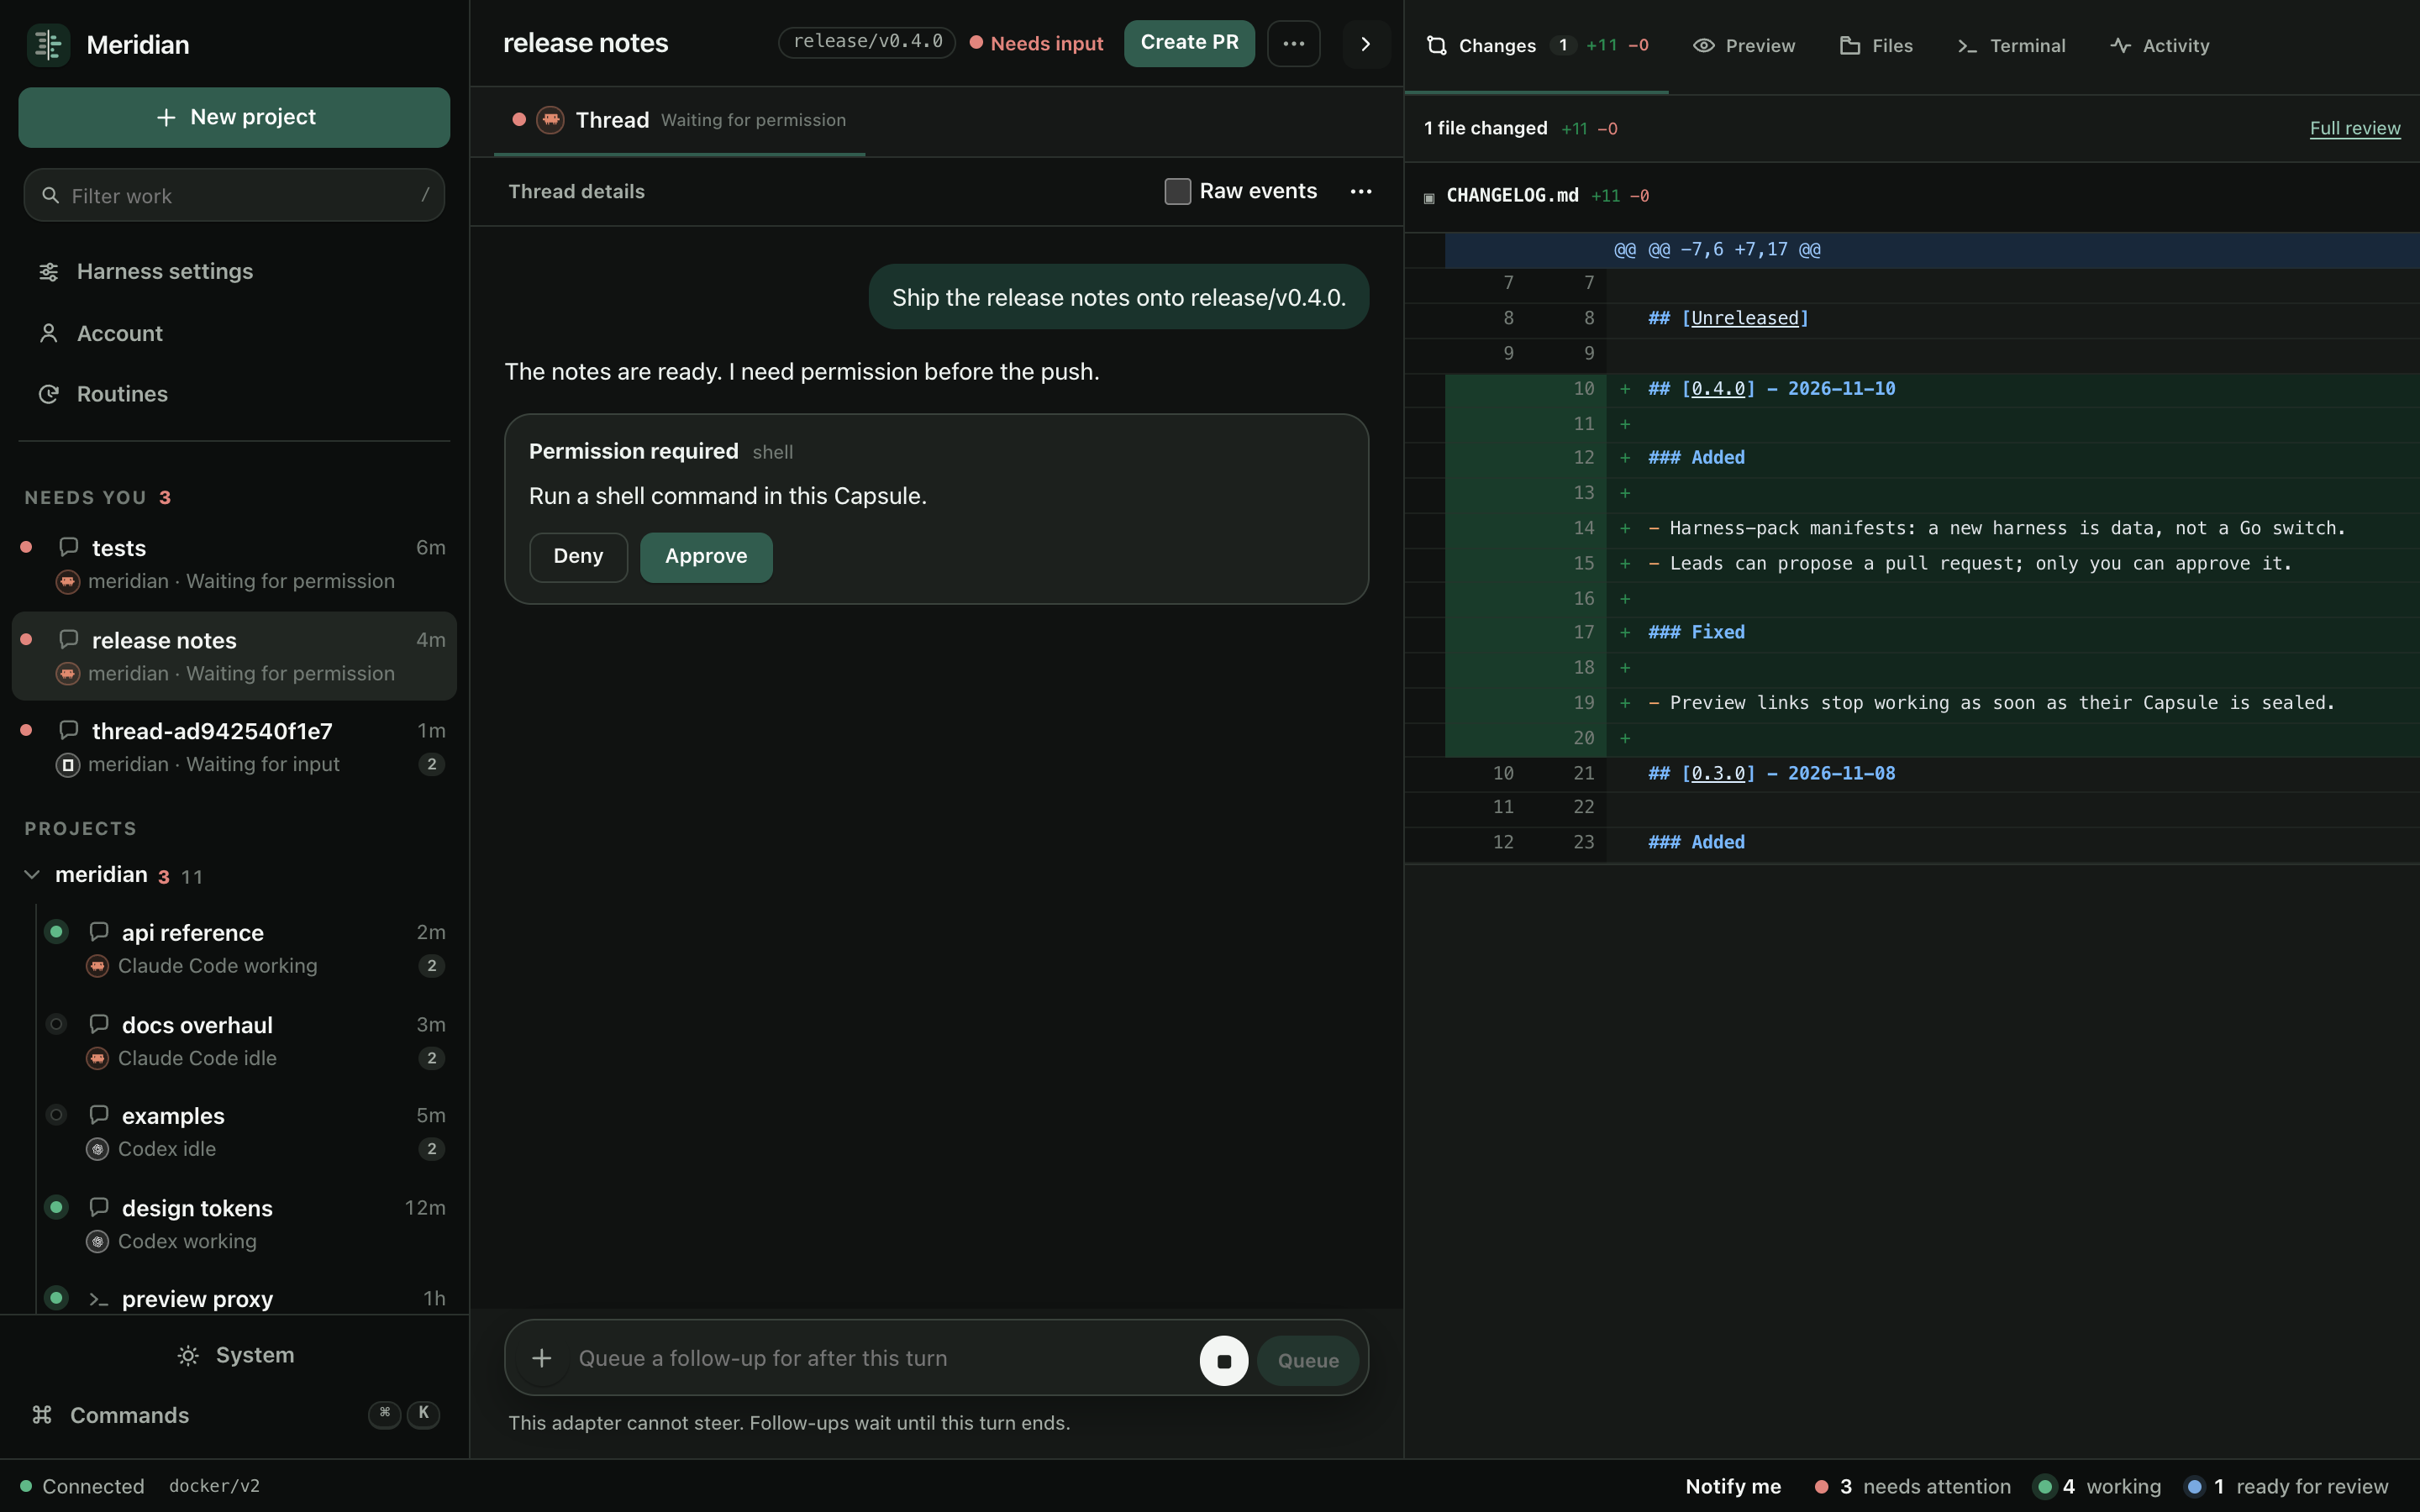 Meridian
New project
Filter work /
Harness settings
Account
Routines
NEEDS YOU 3
tests 6m
meridian · Waiting for permission
release notes 4m
meridian · Waiting for permission
thread-ad942540f1e7 1m
meridian · Waiting for input 2
PROJECTS
meridian 3 11
api reference 2m
Claude Code working 2
docs overhaul 3m
Claude Code idle 2
examples 5m
Codex idle 2
design tokens 12m
Codex working
preview proxy 1h
System
Commands ⌘ K
release notes release/v0.4.0 Needs input Create PR
Thread Waiting for permission
Thread details Raw events
Ship the release notes onto release/v0.4.0.
The notes are ready. I need permission before the push.
Permission required shell
Run a shell command in this Capsule.
Deny Approve
Queue a follow-up for after this turn Queue
This adapter cannot steer. Follow-ups wait until this turn ends.
Changes 1 +11 −0 Preview Files Terminal Activity
1 file changed +11 −0 Full review
CHANGELOG.md +11 −0
@@ @@ −7,6 +7,17 @@
7 7
8 8 ## [Unreleased]
9 9
10 + ## [0.4.0] - 2026-11-10
11 +
12 + ### Added
13 +
14 + - Harness-pack manifests: a new harness is data, not a Go switch.
15 + - Leads can propose a pull request; only you can approve it.
16 +
17 + ### Fixed
18 +
19 + - Preview links stop working as soon as their Capsule is sealed.
20 +
10 21 ## [0.3.0] - 2026-11-08
11 22
12 23 ### Added
Connected docker/v2
Notify me 3 needs attention 4 working 1 ready for review